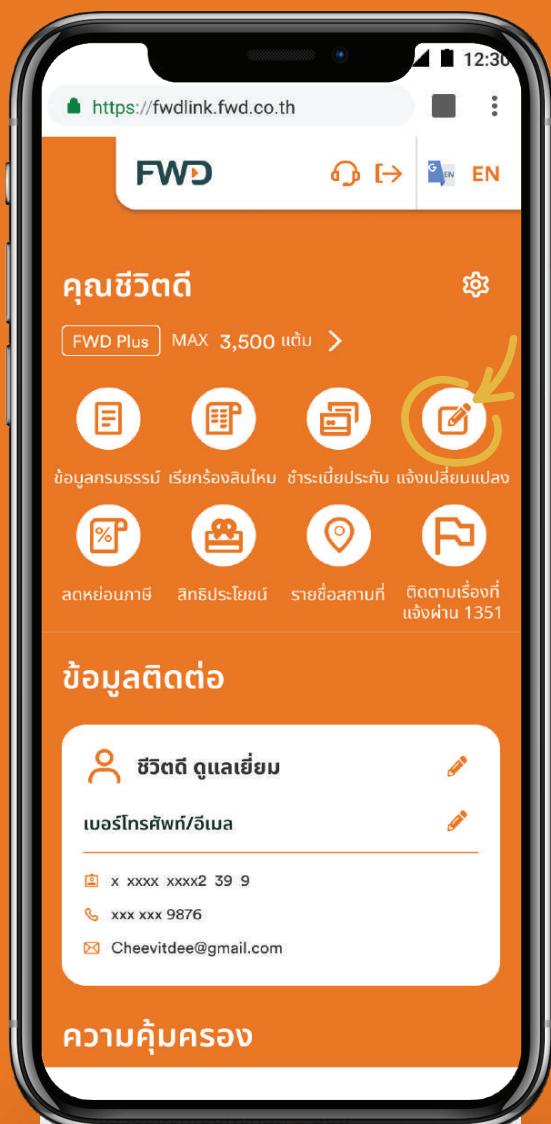 12:30
https://fwdlink.fwd.co.th
FWD EN EN
คุณชีวิตดี
FWD Plus MAX 3,500 แต้ม
ข้อมูลกรมธรรม์ เรียกร้องสินไหม ชำระเบี้ยประกัน แจ้งเปลี่ยนแปลง
ลดหย่อนภาษี สิทธิประโยชน์ รายชื่อสถานที่ ติดตามเรื่องที่
แจ้งผ่าน 1351
ข้อมูลติดต่อ
ชีวิตดี ดูแลเยี่ยม
เบอร์โทรศัพท์/อีเมล
x xxxx xxxx2 39 9
xxx xxx 9876
Cheevitdee@gmail.com
ความคุ้มครอง